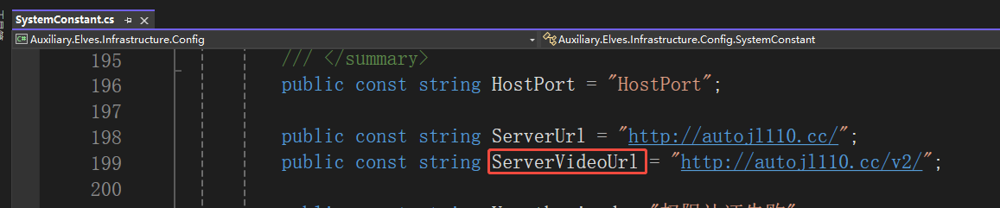 SystemConstant.cs
Auxiliary.Elves.Infrastructure.Config
Auxiliary.Elves.Infrastructure.Config.SystemConstant
195 /// </summary>
196 public const string HostPort = "HostPort";
197
198 public const string ServerUrl = "http://autojl110.cc/";
199 public const string ServerVideoUrl = "http://autojl110.cc/v2/";
200